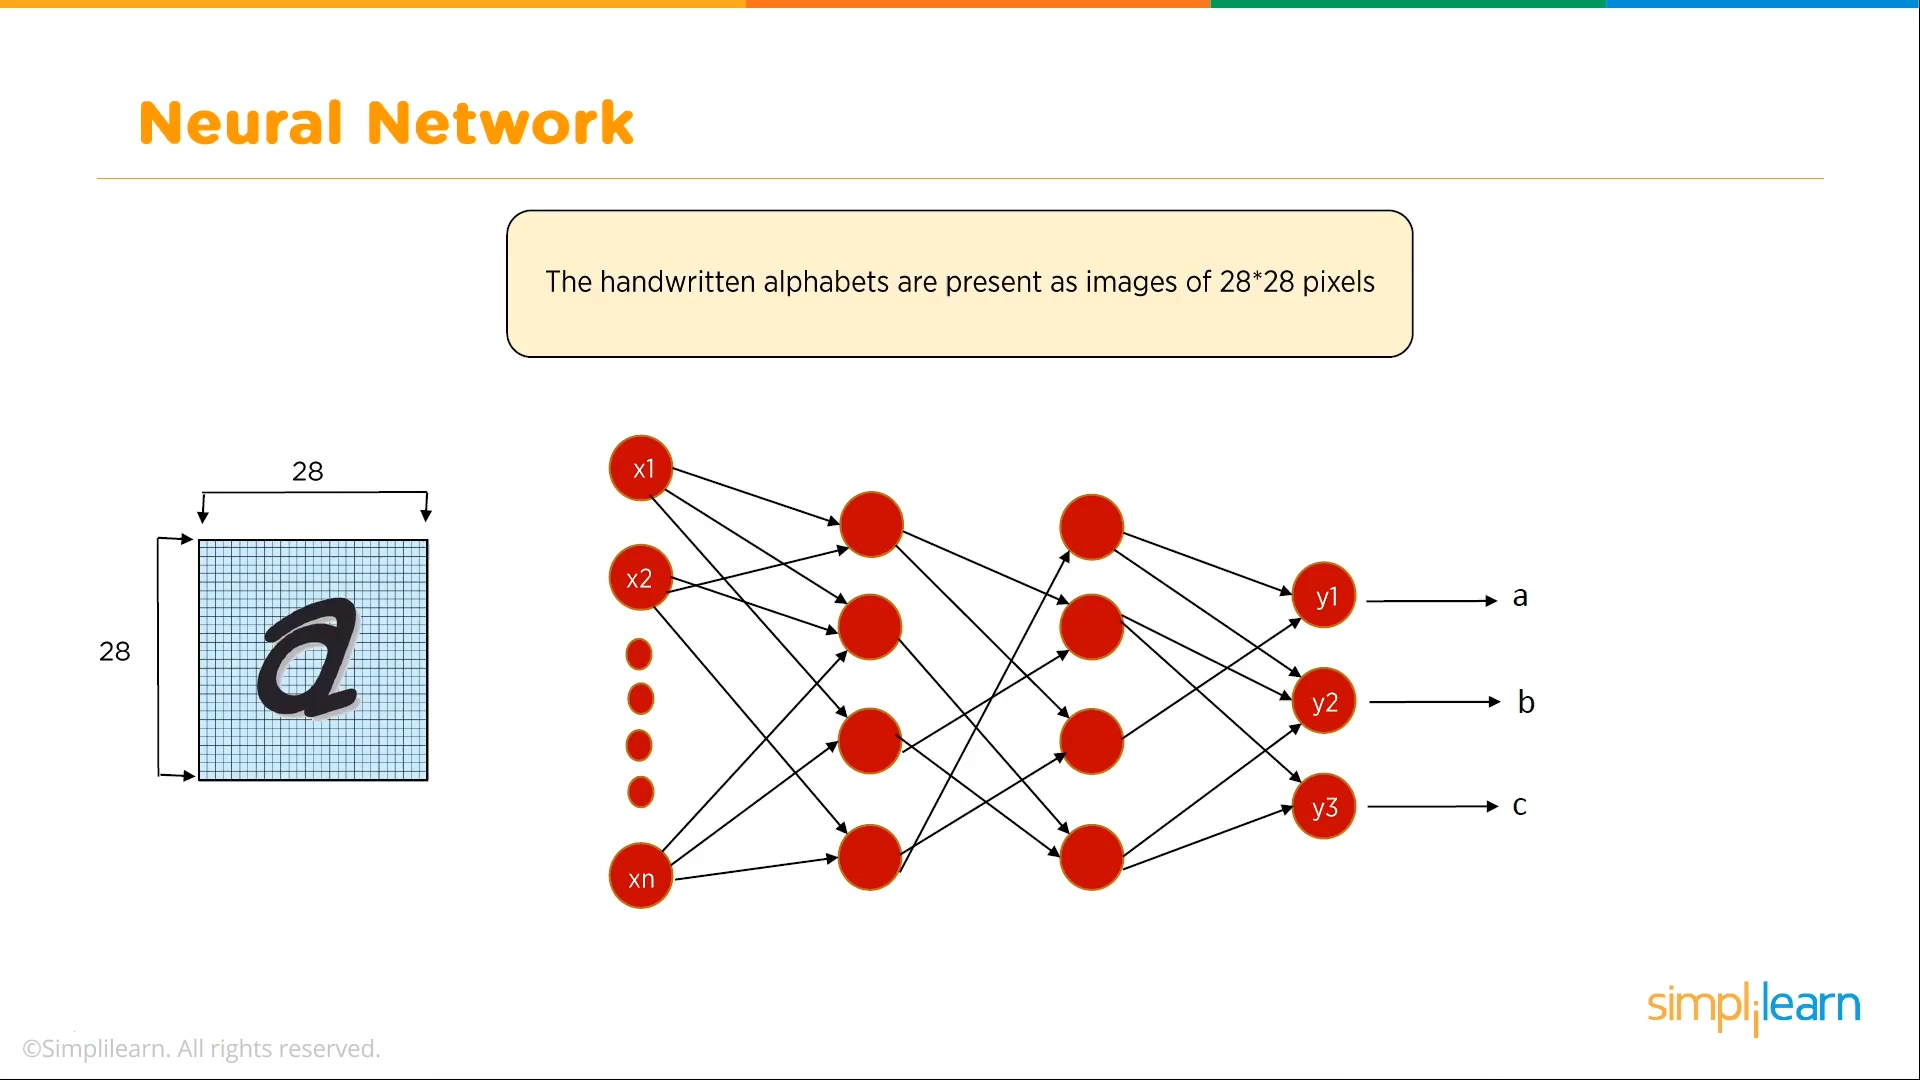 Neural Network
The handwritten alphabets are present as images of 28*28 pixels
28
28
a
x1
x2
xn
y1
y2
y3
a
b
c
simplilearn
©Simplilearn. All rights reserved.